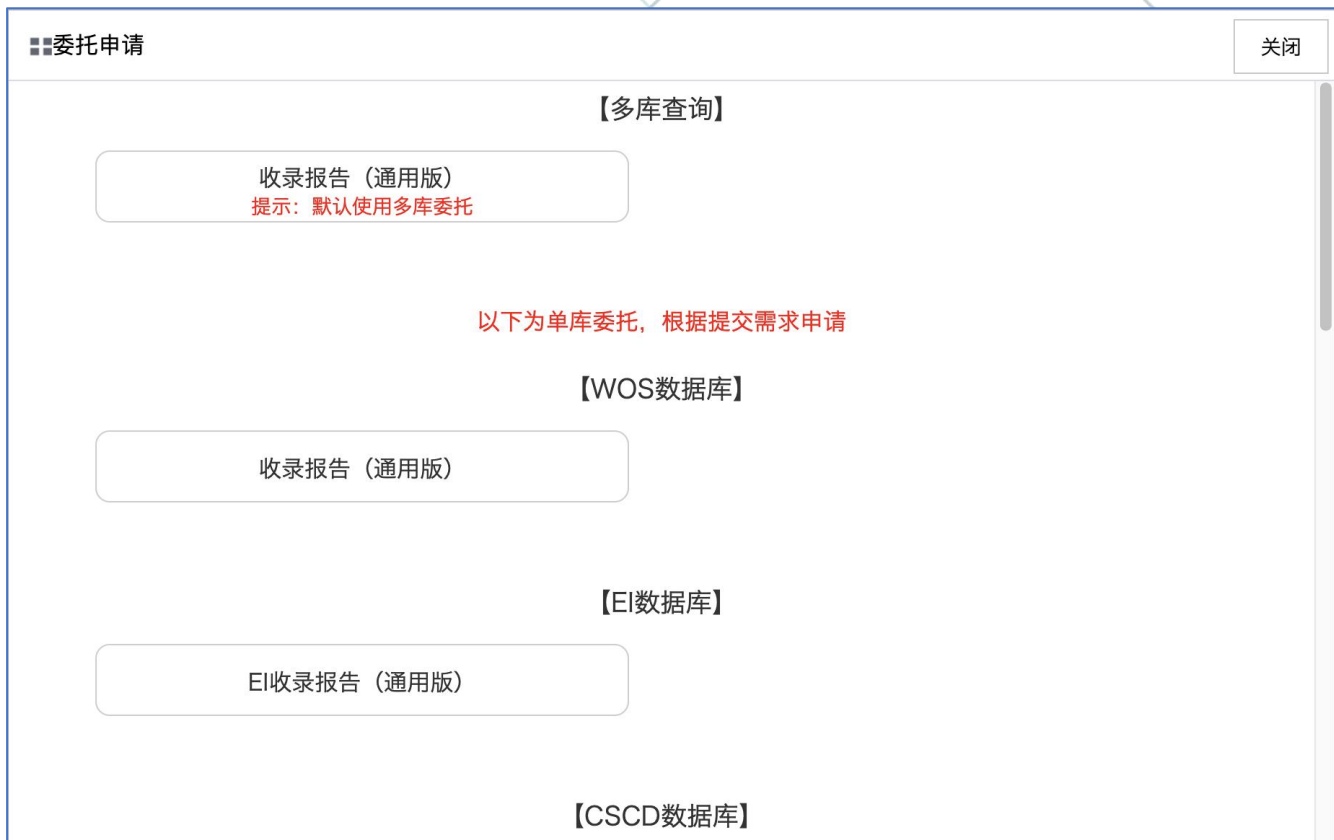 委托申请
关闭
【多库查询】
收录报告（通用版）
提示：默认使用多库委托
以下为单库委托，根据提交需求申请
【WOS数据库】
收录报告（通用版）
【EI数据库】
EI收录报告（通用版）
【CSCD数据库】